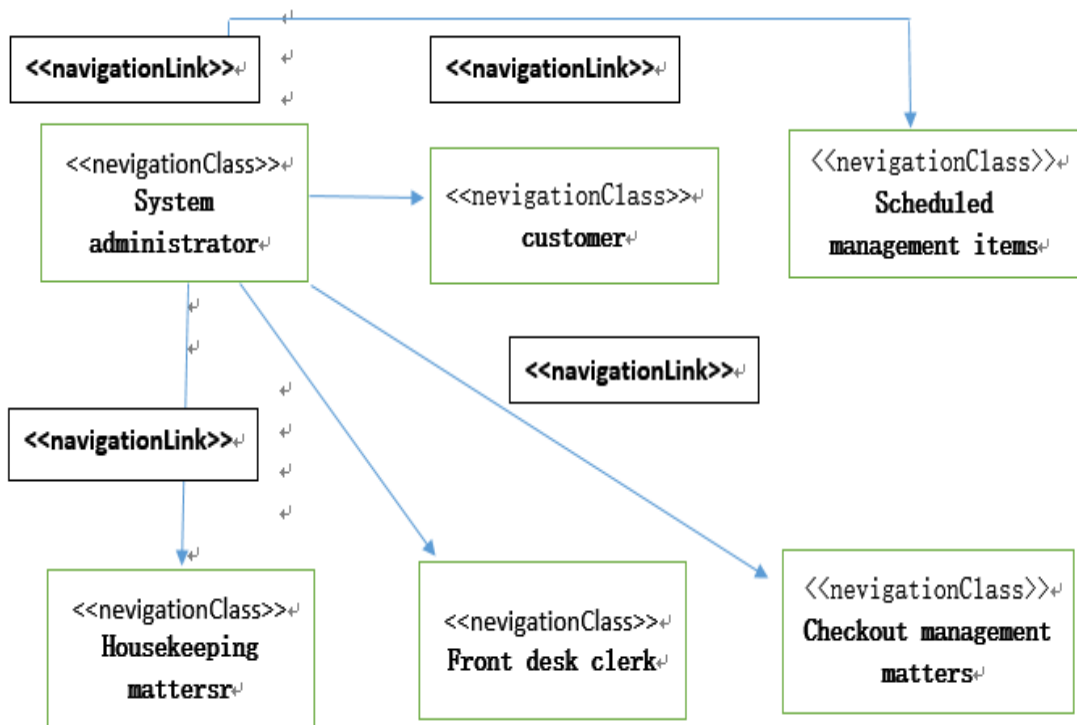 <<navigationLink>>↵
<<navigationLink>>↵
<<nevigationClass>>↵
System
administrator↵
<<nevigationClass>>↵
customer↵
<<nevigationClass>>↵
Scheduled
management items↵
<<navigationLink>>↵
<<navigationLink>>↵
<<nevigationClass>>↵
Housekeeping
mattersr↵
<<nevigationClass>>↵
Front desk clerk↵
<<nevigationClass>>↵
Checkout management
matters↵